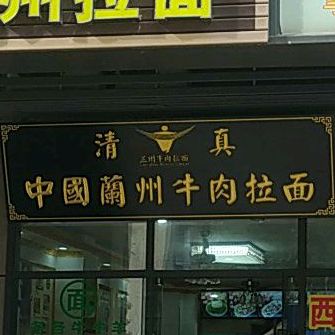 州拉面
清 真
兰州牛肉拉面
中國蘭州牛肉拉面
面
西